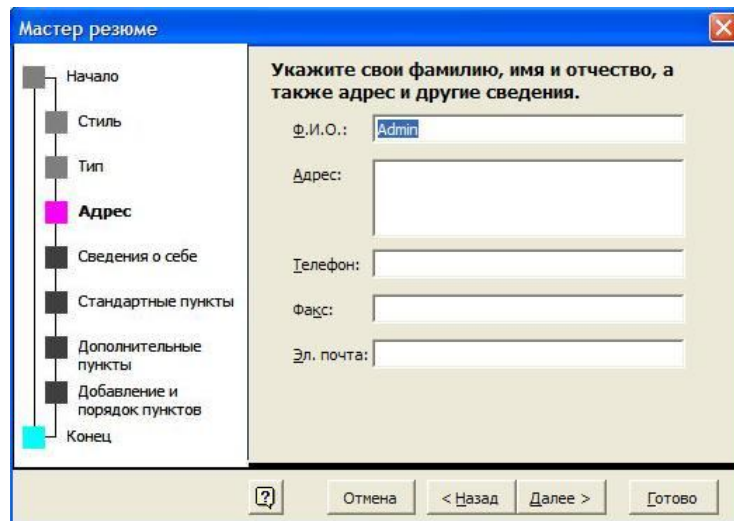 Мастер резюме
Начало
Стиль
Тип
Адрес
Сведения о себе
Стандартные пункты
Дополнительные
пункты
Добавление и
порядок пунктов
Конец
Укажите свои фамилию, имя и отчество, а
также адрес и другие сведения.
Ф.И.О.: Admin
Адрес:
Телефон:
Факс:
Эл. почта:
? Отмена < Назад Далее > Готово